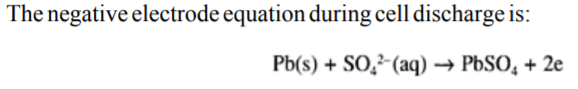 The negative electrode equation during cell discharge is:
Pb(s) + SO₄²⁻(aq) → PbSO₄ + 2e